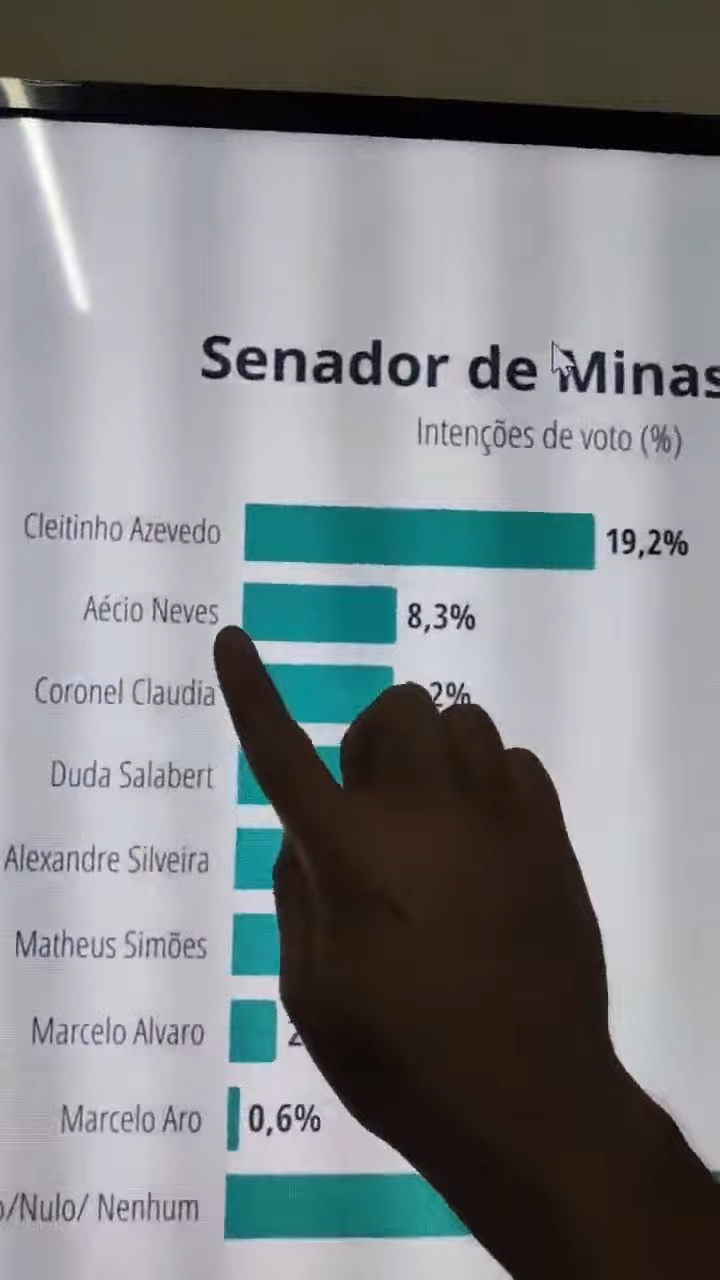 Senador de Minas
Intenções de voto (%)
Cleitinho Azevedo 19,2%
Aécio Neves 8,3%
Coronel Claudia 2%
Duda Salabert
Alexandre Silveira
Matheus Simões
Marcelo Alvaro
Marcelo Aro 0,6%
/Nulo/ Nenhum